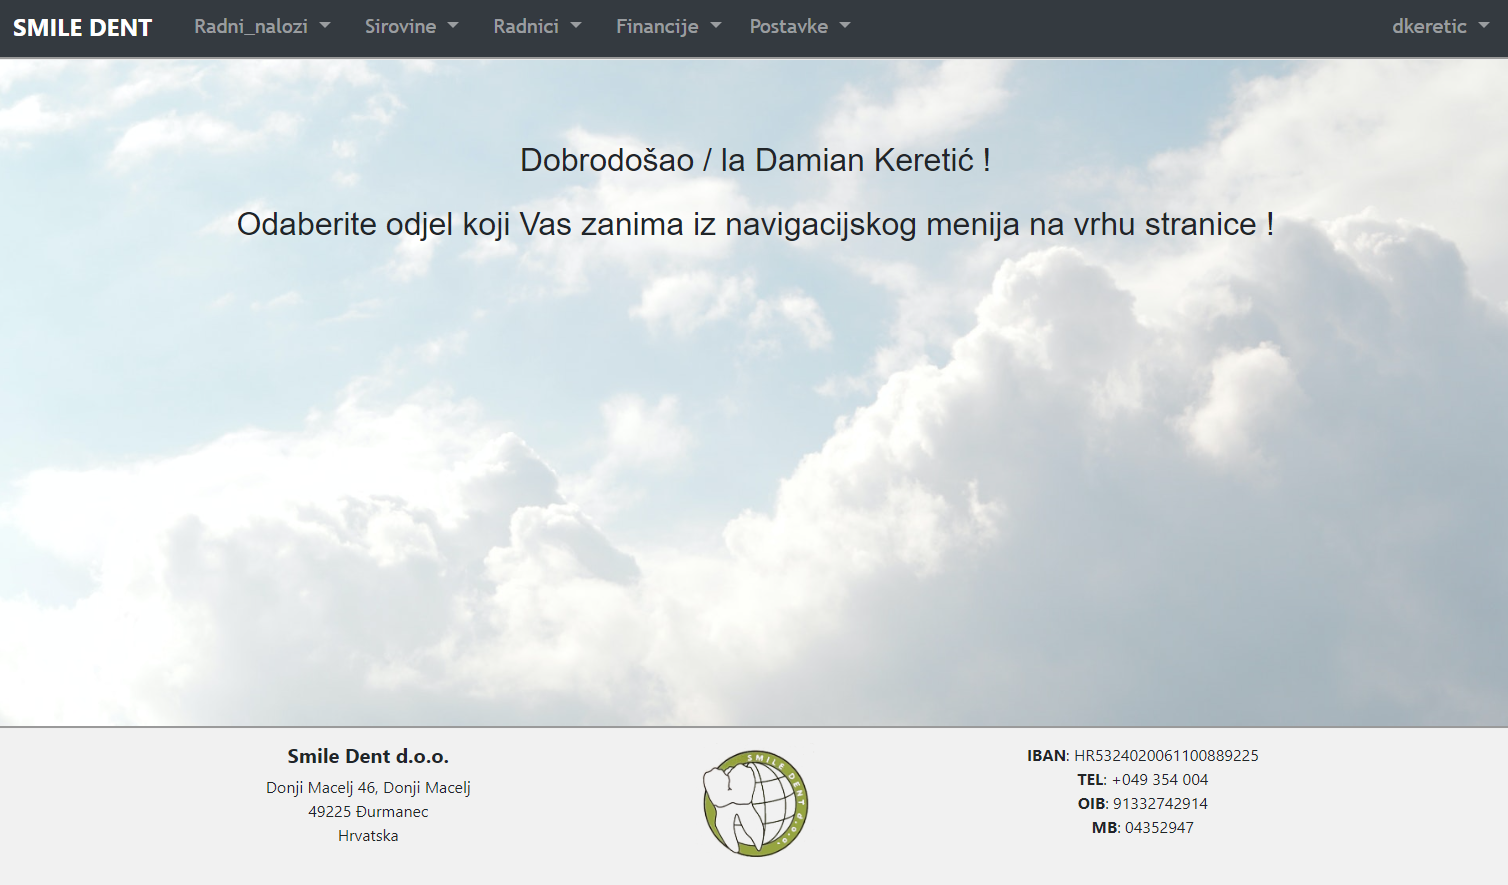 SMILE DENT Radni_nalozi Sirovine Radnici Financije Postavke dkeretic
Dobrodošao / la Damian Keretić !
Odaberite odjel koji Vas zanima iz navigacijskog menija na vrhu stranice !
Smile Dent d.o.o.
Donji Macelj 46, Donji Macelj
49225 Đurmanec
Hrvatska
SMILE DENT d.o.o.
IBAN: HR5324020061100889225
TEL: +049 354 004
OIB: 91332742914
MB: 04352947